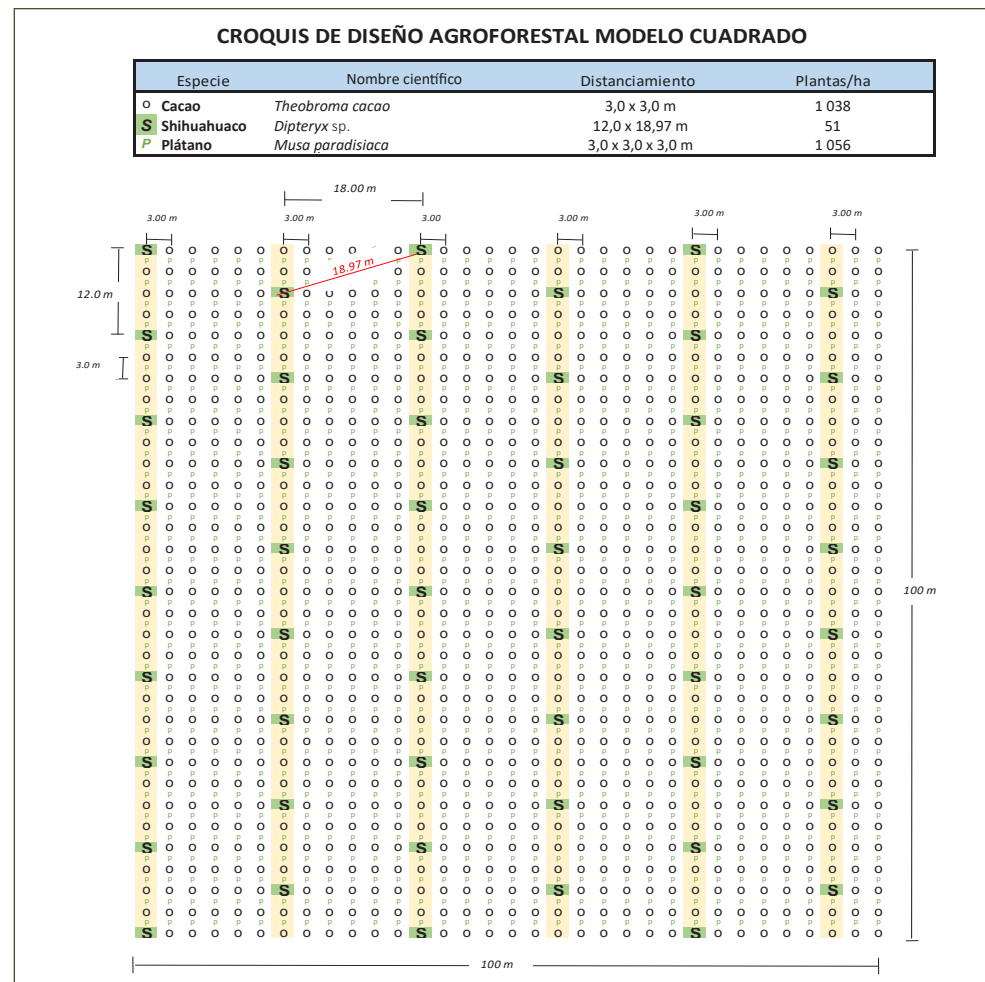 CROQUIS DE DISEÑO AGROFORESTAL MODELO CUADRADO
Especie Nombre científico Distanciamiento Plantas/ha
o Cacao Theobroma cacao 3,0 x 3,0 m 1 038
S Shihuahuaco Dipteryx sp. 12,0 x 18,97 m 51
P Plátano Musa paradisiaca 3,0 x 3,0 x 3,0 m 1 056
18.00 m
3.00 m 3.00 m 3.00 3.00 m 3.00 m 3.00 m
18.97 m
12.0 m
3.0 m
100 m
100 m